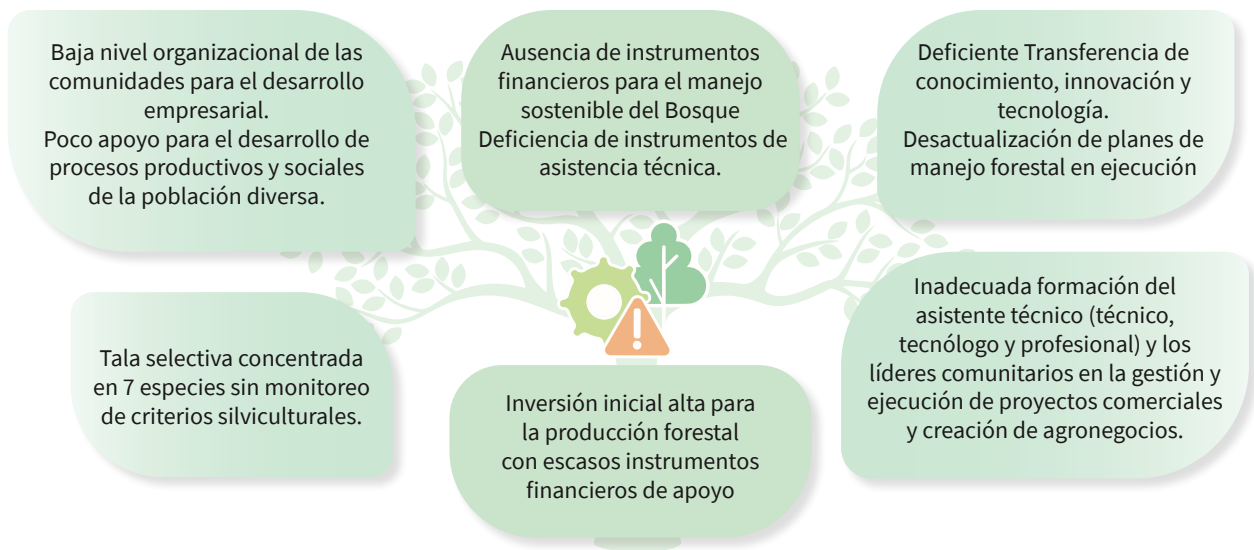 Baja nivel organizacional de las
comunidades para el desarrollo
empresarial.
Poco apoyo para el desarrollo de
procesos productivos y sociales
de la población diversa.
Ausencia de instrumentos
financieros para el manejo
sostenible del Bosque
Deficiencia de instrumentos de
asistencia técnica.
Deficiente Transferencia de
conocimiento, innovación y
tecnología.
Desactualización de planes de
manejo forestal en ejecución
Tala selectiva concentrada
en 7 especies sin monitoreo
de criterios silviculturales.
Inversión inicial alta para
la producción forestal
con escasos instrumentos
financieros de apoyo
Inadecuada formación del
asistente técnico (técnico,
tecnólogo y profesional) y los
líderes comunitarios en la gestión y
ejecución de proyectos comerciales
y creación de agronegocios.